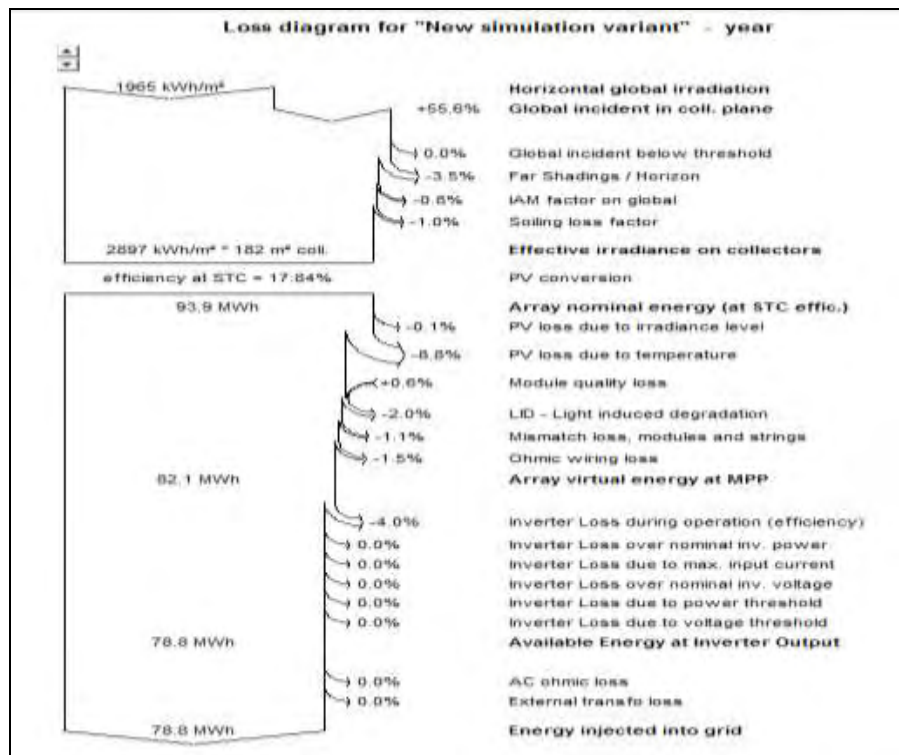 Loss diagram for "New simulation variant" - year
1965 kWh/m² Horizontal global irradiation
+55.6% Global incident in coll. plane
0.0% Global incident below threshold
-3.5% Far Shadings / Horizon
-0.6% IAM factor on global
-1.0% Soiling loss factor
2897 kWh/m² * 182 m² coll. Effective irradiance on collectors
efficiency at STC = 17.84% PV conversion
93.9 MWh Array nominal energy (at STC effic.)
-0.1% PV loss due to irradiance level
-8.8% PV loss due to temperature
+0.6% Module quality loss
-2.0% LID - Light induced degradation
-1.1% Mismatch loss, modules and strings
-1.5% Ohmic wiring loss
82.1 MWh Array virtual energy at MPP
-4.0% Inverter Loss during operation (efficiency)
0.0% Inverter Loss over nominal inv. power
0.0% Inverter Loss due to max. input current
0.0% Inverter Loss over nominal inv. voltage
0.0% Inverter Loss due to power threshold
0.0% Inverter Loss due to voltage threshold
78.8 MWh Available Energy at Inverter Output
0.0% AC ohmic loss
0.0% External transfo loss
78.8 MWh Energy injected into grid